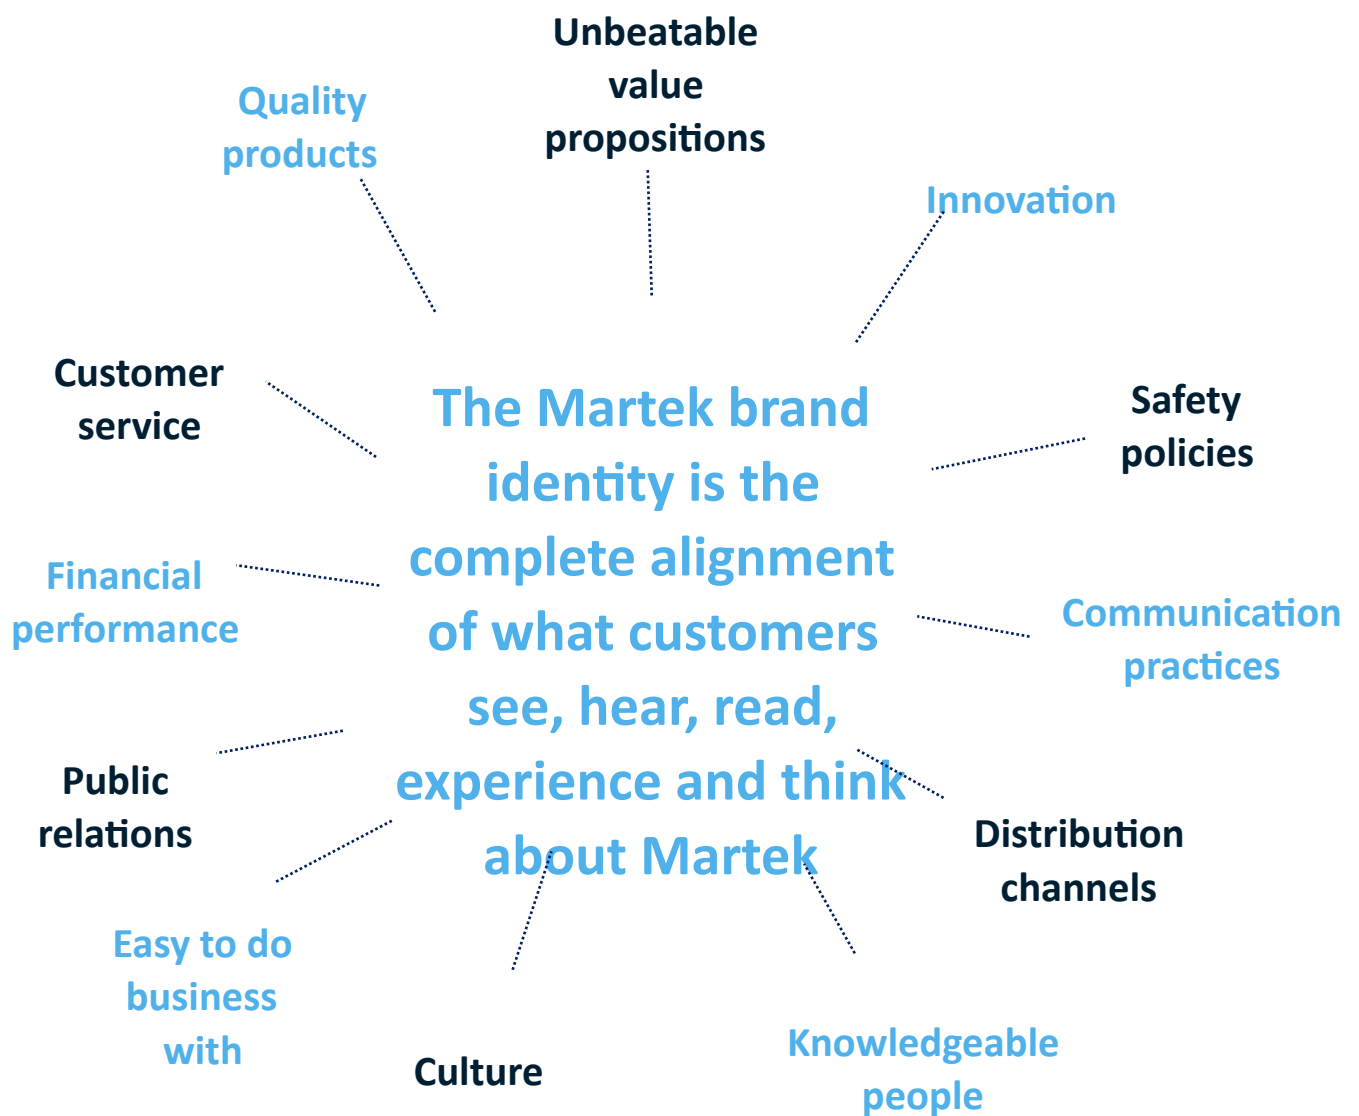 Unbeatable
value
propositions
Quality
products
Innovation
Customer
service
Safety
policies
The Martek brand
identity is the
complete alignment
of what customers
see, hear, read,
experience and think
about Martek
Financial
performance
Communication
practices
Public
relations
Distribution
channels
Easy to do
business
with
Culture
Knowledgeable
people